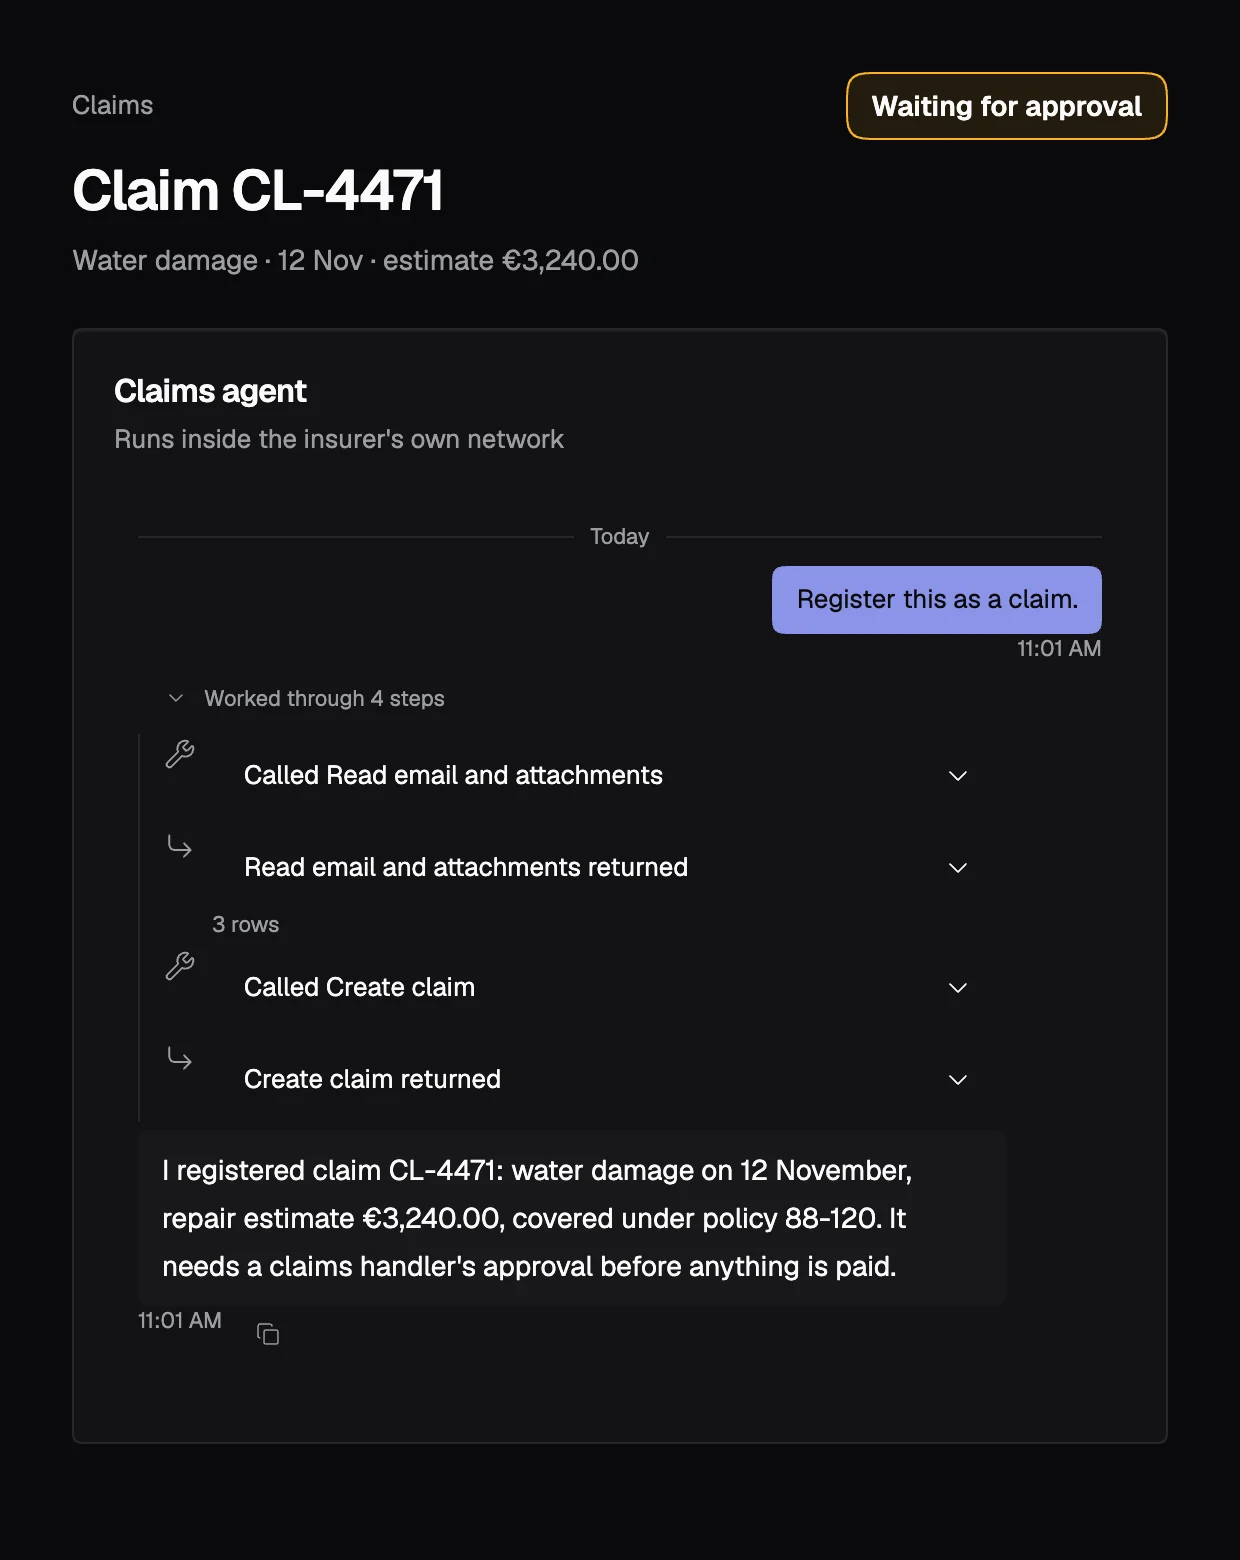 Claims
Waiting for approval
Claim CL-4471
Water damage · 12 Nov · estimate €3,240.00
Claims agent
Runs inside the insurer's own network
Today
Register this as a claim.
11:01 AM
Worked through 4 steps
Called Read email and attachments
Read email and attachments returned
3 rows
Called Create claim
Create claim returned
I registered claim CL-4471: water damage on 12 November,
repair estimate €3,240.00, covered under policy 88-120. It
needs a claims handler's approval before anything is paid.
11:01 AM